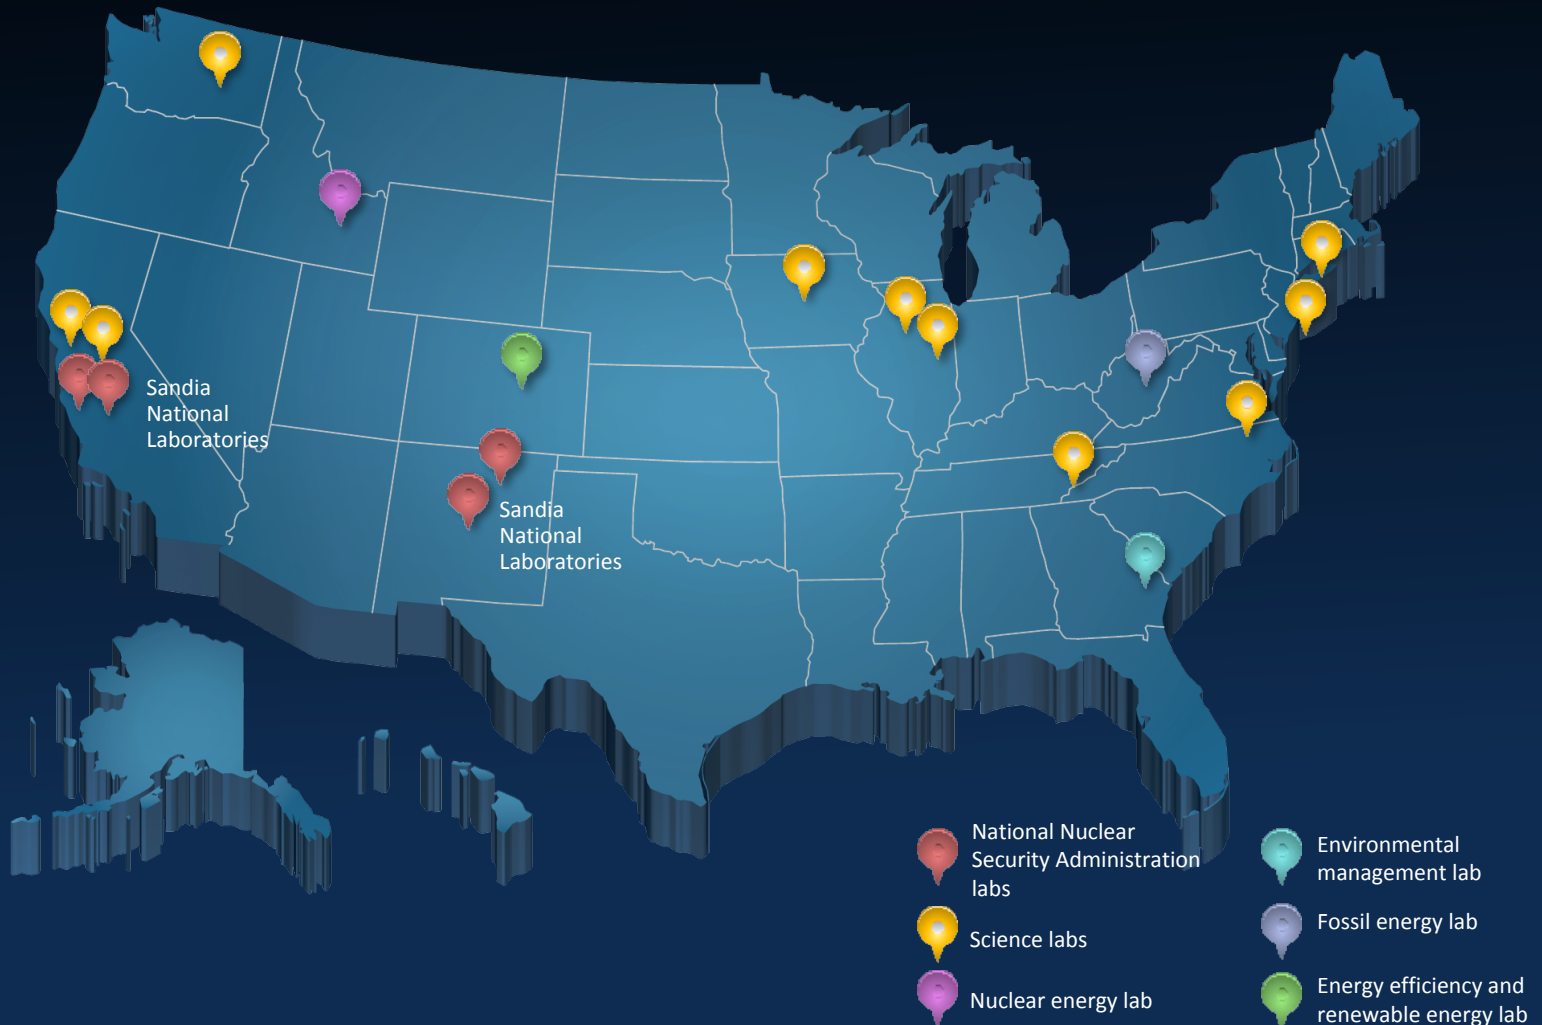 Sandia
National
Laboratories
Sandia
National
Laboratories
National Nuclear
Security Administration
labs
Science labs
Nuclear energy lab
Environmental
management lab
Fossil energy lab
Energy efficiency and
renewable energy lab